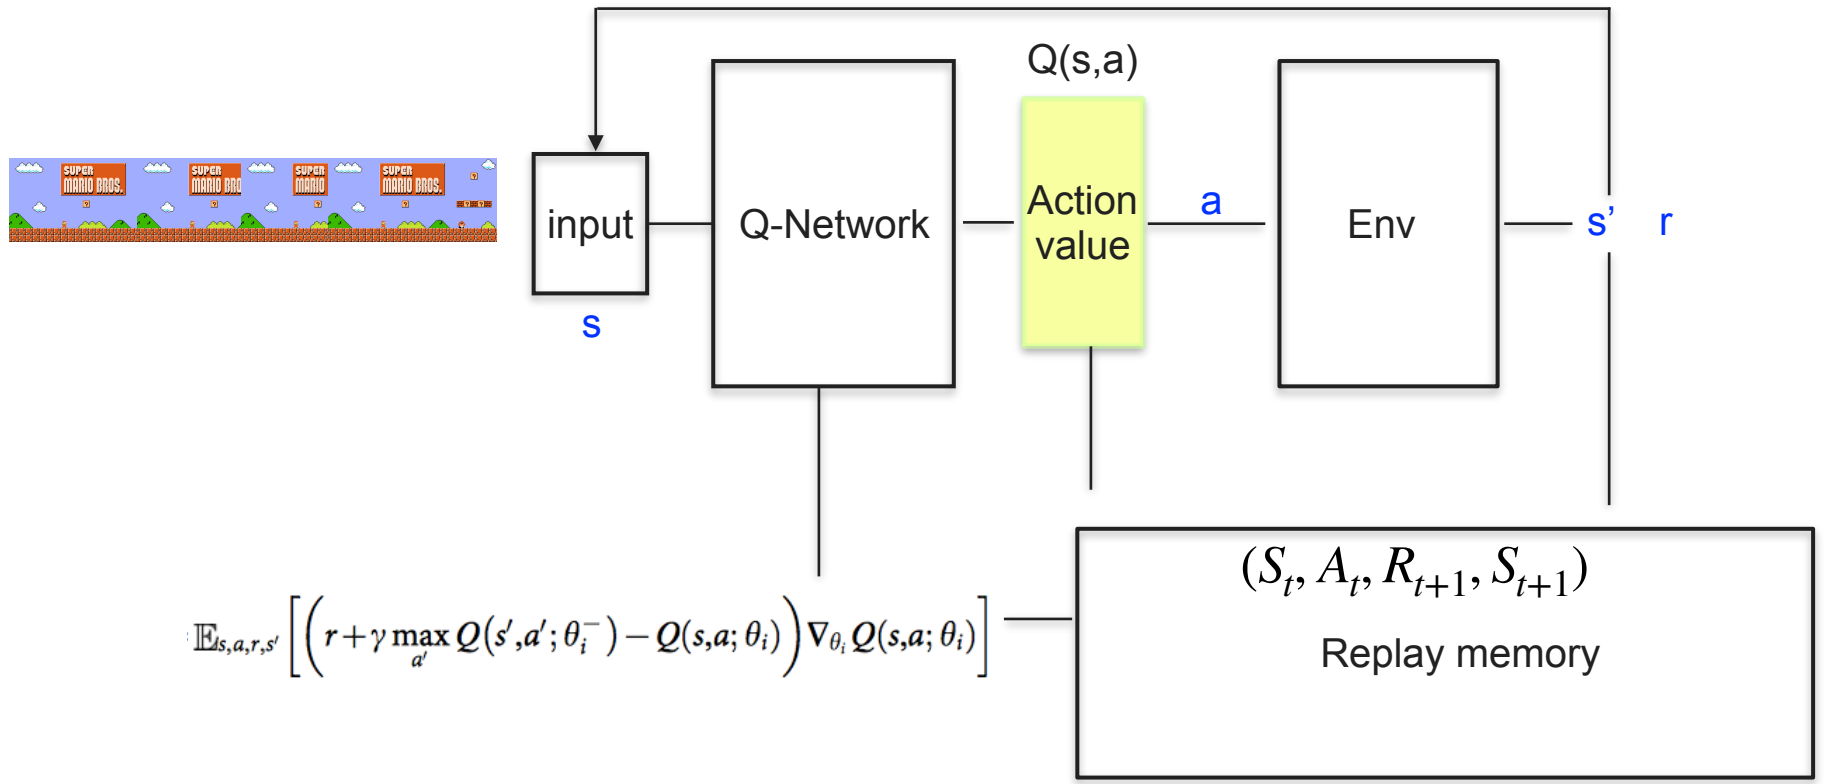 Q(s,a)
SUPER
MARIO BROS.
SUPER
MARIO BRO
SUPER
MARIO
SUPER
MARIO BROS.
input
Q-Network
Action
value
a
Env
s’ r
s
(S_t, A_t, R_{t+1}, S_{t+1})
𝔼_{s,a,r,s′}[(r + γ max_{a′} Q(s′,a′; θ_i^−) − Q(s,a; θ_i)) ∇_{θ_i} Q(s,a; θ_i)]
Replay memory